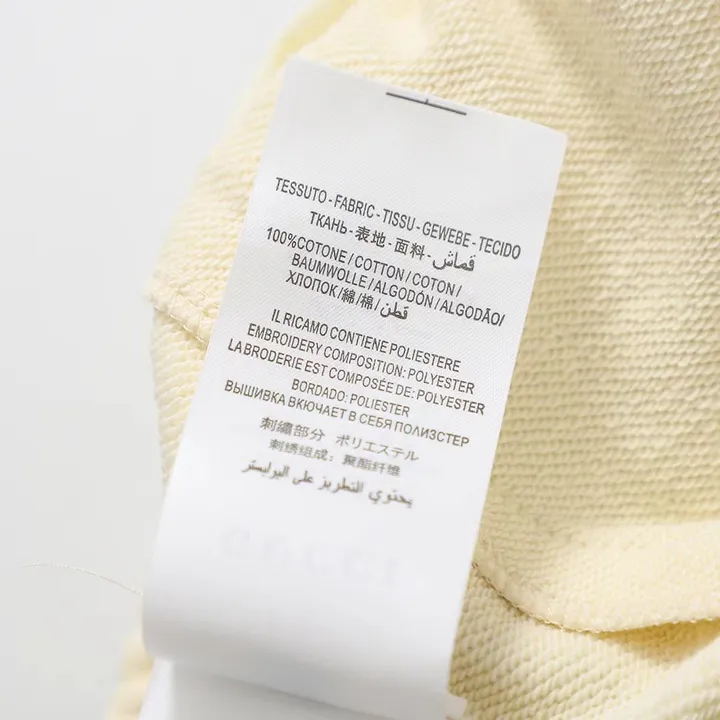 TESSUTO - FABRIC - TISSU - GEWEBE - TECIDO
ТКАНЬ - 表地 - 面料 - قماش
100%COTONE / COTTON / COTON /
BAUMWOLLE / ALGODÓN / ALGODÃO/
ХЛОПОК/綿/棉/ قطن
IL RICAMO CONTIENE POLIESTERE
EMBROIDERY COMPOSITION: POLYESTER
LA BRODERIE EST COMPOSÉE DE: POLYESTER
BORDADO: POLIESTER
ВЫШИВКА ВКЮЧАЕТ В СЕБЯ ПОЛИЭСТЕР
刺繍部分 ポリエステル
刺绣组成：聚酯纤维
يحتوي التطريز على البوليستر